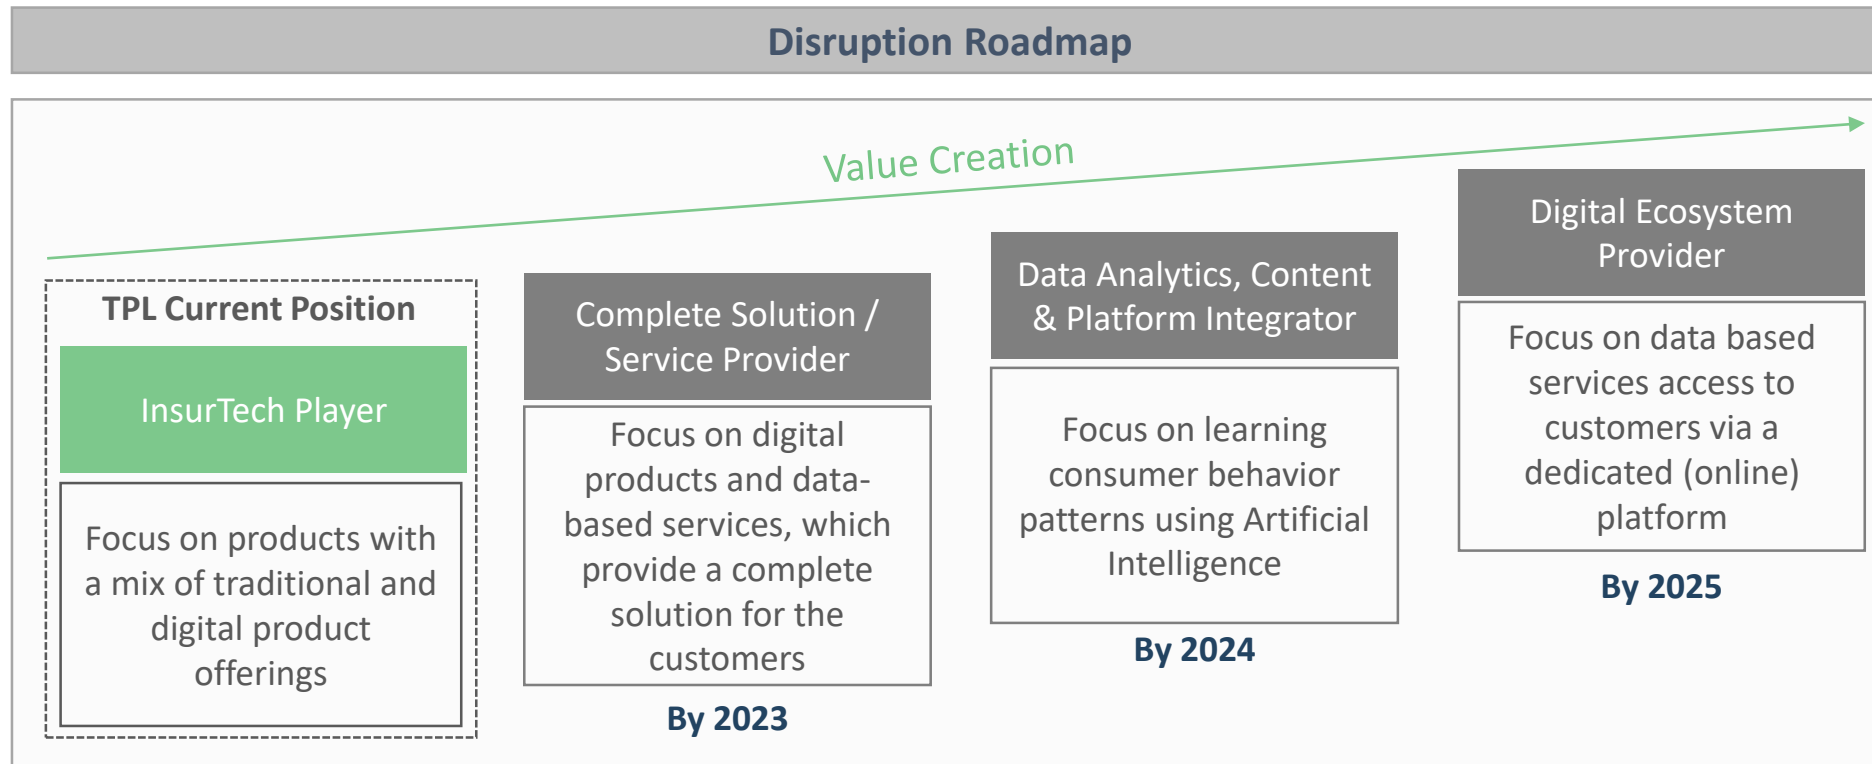 Disruption Roadmap
Value Creation
TPL Current Position
InsurTech Player
Focus on products with
a mix of traditional and
digital product
offerings
Complete Solution /
Service Provider
Focus on digital
products and data-
based services, which
provide a complete
solution for the
customers
By 2023
Data Analytics, Content
& Platform Integrator
Focus on learning
consumer behavior
patterns using Artificial
Intelligence
By 2024
Digital Ecosystem
Provider
Focus on data based
services access to
customers via a
dedicated (online)
platform
By 2025